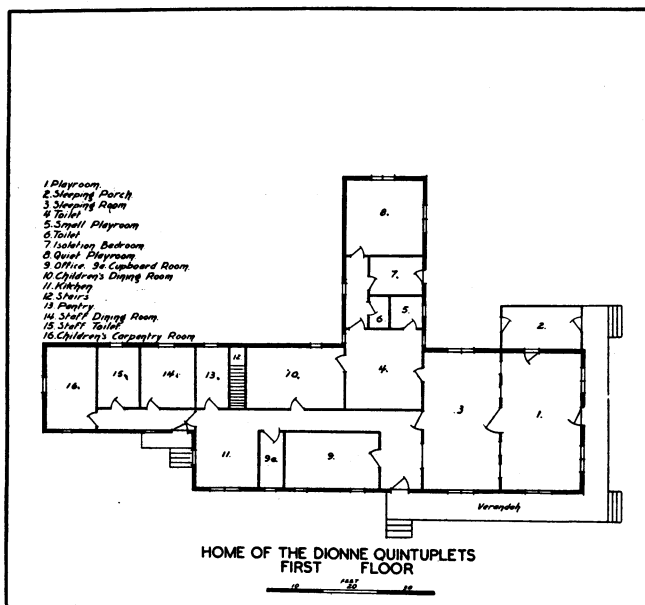 1 Playroom.
2. Sleeping Porch
3 Sleeping Room
4 Toilet
5. Small Playroom
6. Toilet
7. Isolation Bedroom
8. Quiet Playroom.
9. Office. 9a. Cupboard Room.
10. Children's Dining Room
11. Kitchen
12. Stairs
13 Pantry
14. Staff Dining Room.
15. Staff Toilet.
16. Children's Carpentry Room
8.
7.
6
5.
2.
16.
15.
14.
13.
12
10.
4.
3
1.
11.
9a
9.
Verandah
HOME OF THE DIONNE QUINTUPLETS
FIRST FLOOR
FEET
10 20